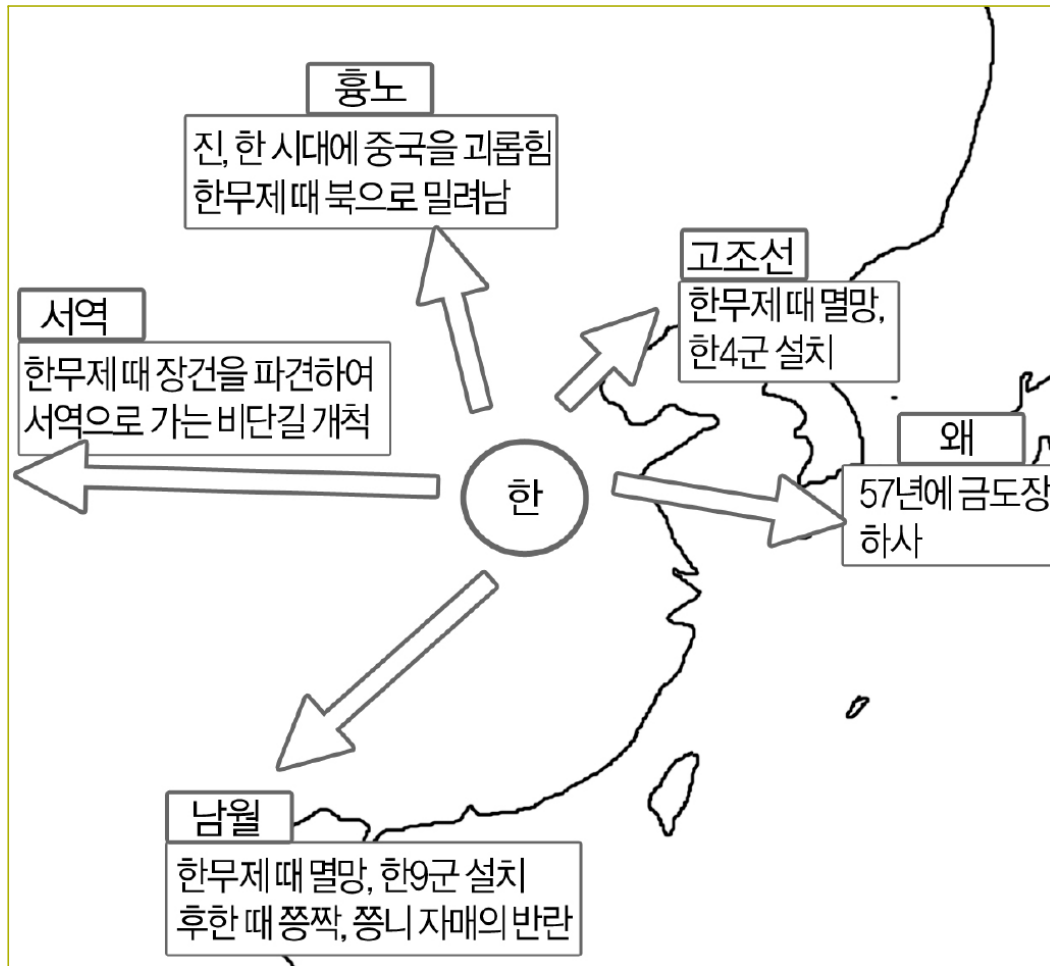 흉노
진, 한 시대에 중국을 괴롭힘
한무제 때 북으로 밀려남
고조선
한무제 때 멸망,
한4군 설치
서역
한무제 때 장건을 파견하여
서역으로 가는 비단길 개척
왜
57년에 금도장
하사
한
남월
한무제 때 멸망, 한9군 설치
후한 때 쯩짝, 쯩니 자매의 반란